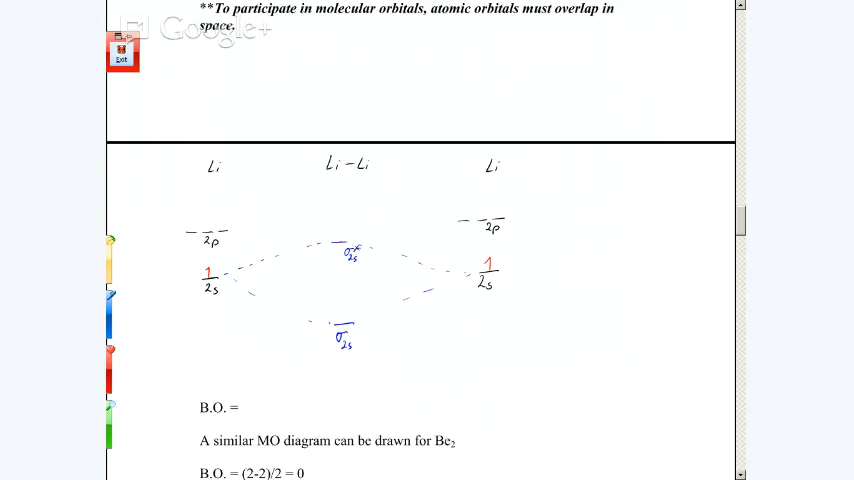 **To participate in molecular orbitals, atomic orbitals must overlap in
space.
Google+
Exit
Li Li-Li Li
2p 2p
σ*2s
1 1
2s 2s
σ2s
B.O. =
A similar MO diagram can be drawn for Be2
B.O. = (2-2)/2 = 0